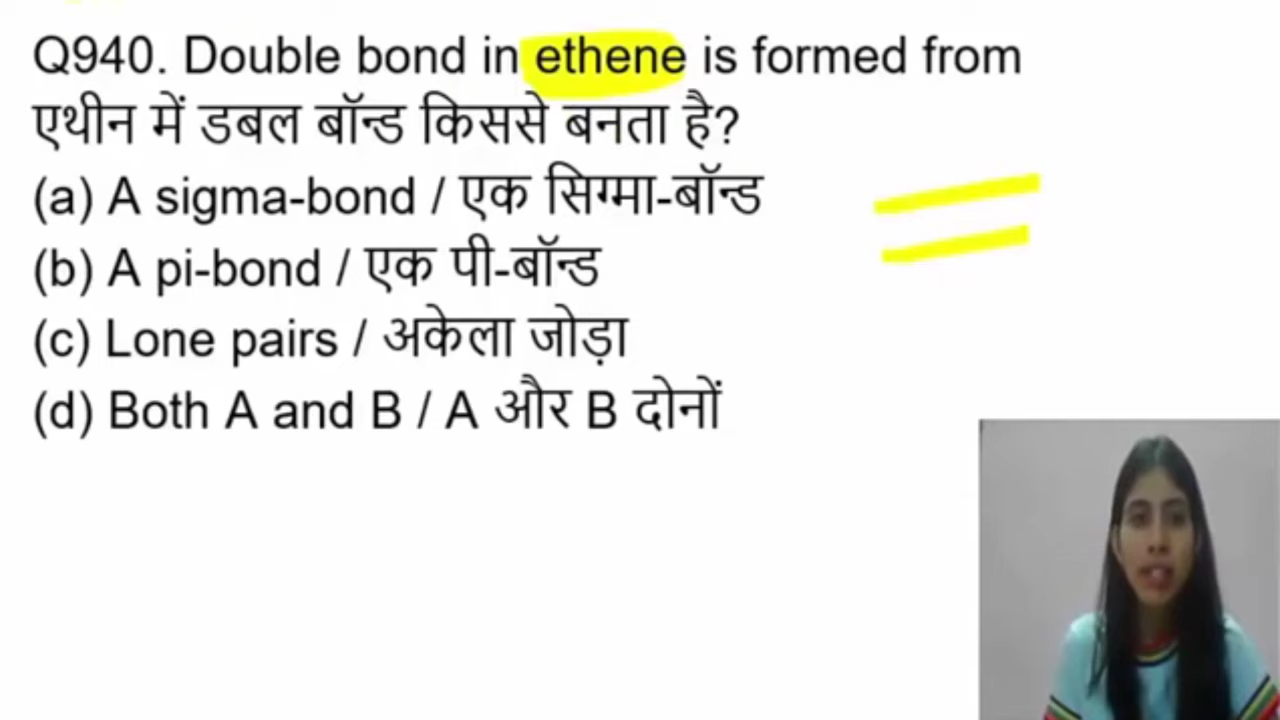 Q940. Double bond in ethene is formed from
एथीन में डबल बॉन्ड किससे बनता है?
(a) A sigma-bond / एक सिग्मा-बॉन्ड
(b) A pi-bond / एक पी-बॉन्ड
(c) Lone pairs / अकेला जोड़ा
(d) Both A and B / A और B दोनों